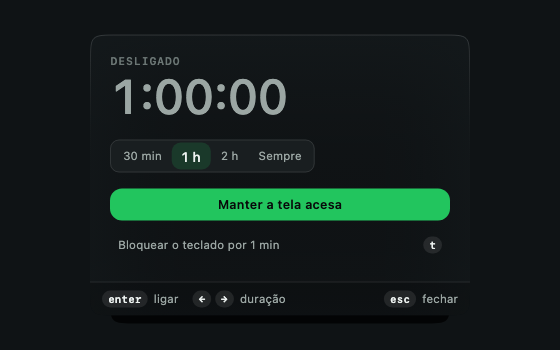 DESLIGADO
1:00:00
30 min 1 h 2 h Sempre
Manter a tela acesa
Bloquear o teclado por 1 min t
enter ligar ← → duração esc fechar